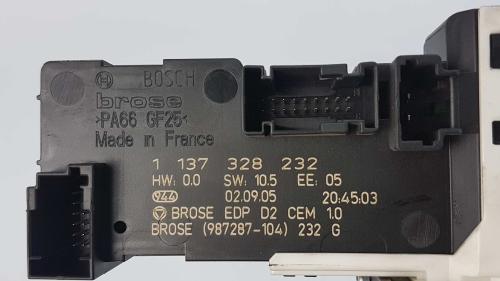 BOSCH
brose
>PA66 GF25<
Made in France
1 137 328 232
HW: 0.0 SW: 10.5 EE: 05
944 02.09.05 20:45:03
BROSE EDP D2 CEM 1.0
BROSE (987287-104) 232 G